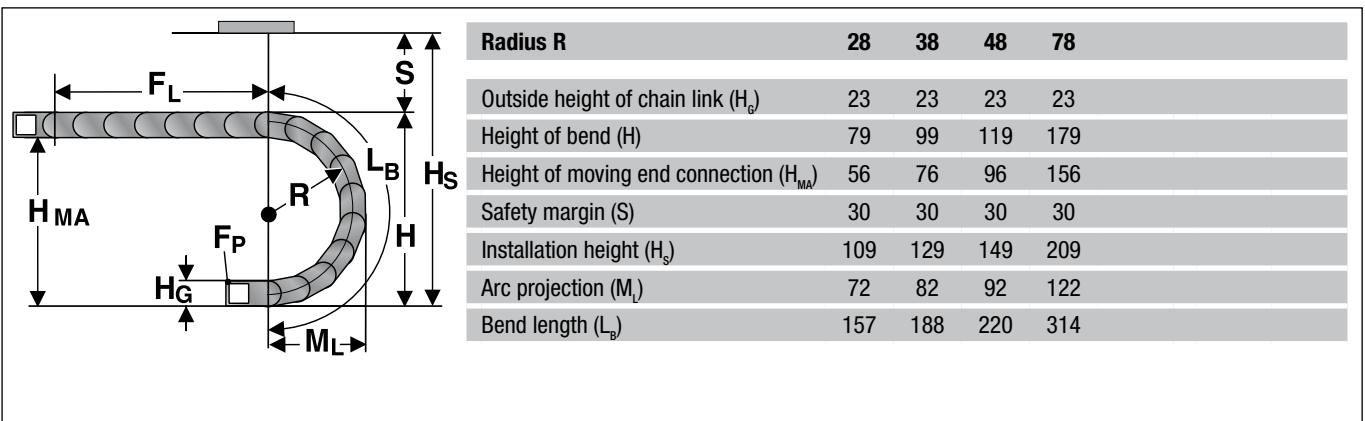 F_L
S
L_B
H_S
R
H_MA
H
F_P
H_G
M_L
Radius R 28 38 48 78
Outside height of chain link (H_G) 23 23 23 23
Height of bend (H) 79 99 119 179
Height of moving end connection (H_MA) 56 76 96 156
Safety margin (S) 30 30 30 30
Installation height (H_S) 109 129 149 209
Arc projection (M_L) 72 82 92 122
Bend length (L_B) 157 188 220 314